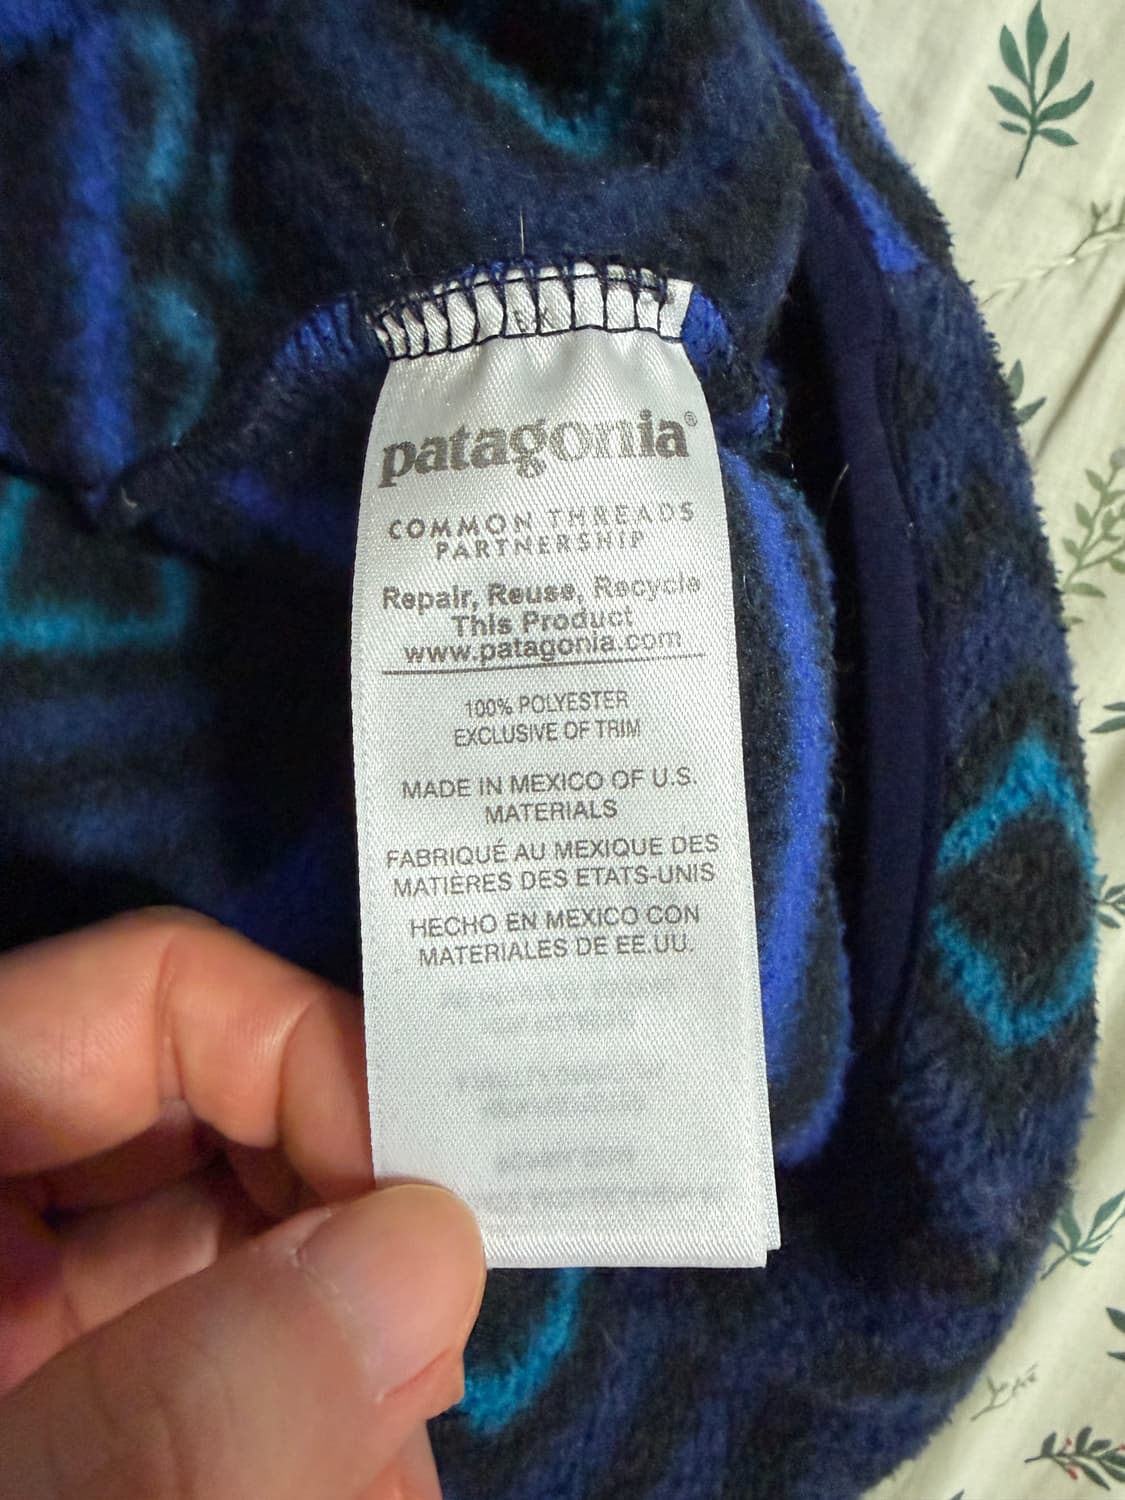 patagonia®
COMMON THREADS
PARTNERSHIP
Repair, Reuse, Recycle
This Product
www.patagonia.com
100% POLYESTER
EXCLUSIVE OF TRIM
MADE IN MEXICO OF U.S.
MATERIALS
FABRIQUÉ AU MEXIQUE DES
MATIÈRES DES ETATS-UNIS
HECHO EN MEXICO CON
MATERIALES DE EE.UU.